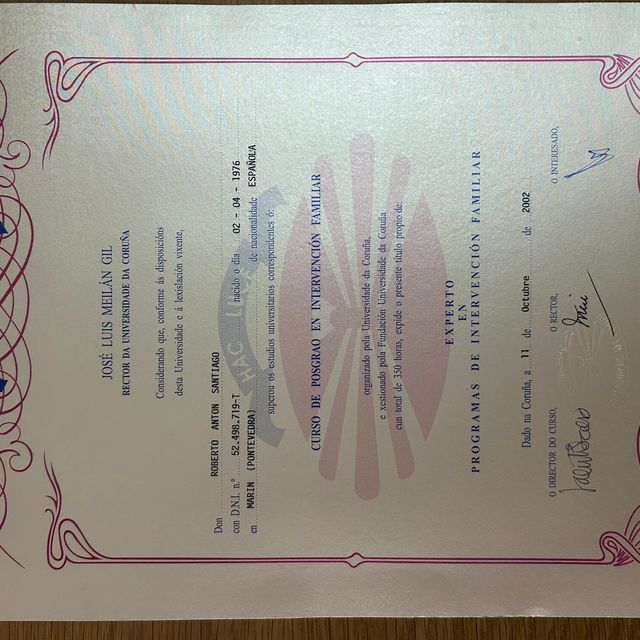 JOSÉ LUIS MEILÁN GIL
RECTOR DA UNIVERSIDADE DA CORUÑA
Considerando que, conforme ás disposicións
desta Universidade e á lexislación vixente,
Don ROBERTO ANTON SANTIAGO
con D.N.I. n.º 52.498.719-T nacido o día 02 - 04 - 1976
en MARIN (PONTEVEDRA) de nacionalidade ESPAÑOLA
superou os estudios universitarios correspondentes ó:
HAC LUCE
CURSO DE POSGRAO EN INTERVENCIÓN FAMILIAR
organizado pola Universidade da Coruña,
e xestionado pola Fundación Universidade da Coruña
cun total de 350 horas, expide o presente título propio de:
EXPERTO
EN
PROGRAMAS DE INTERVENCIÓN FAMILIAR
Dado na Coruña, a 11 de Octubre de 2002
O DIRECTOR DO CURSO, O RECTOR, O INTERESADO,